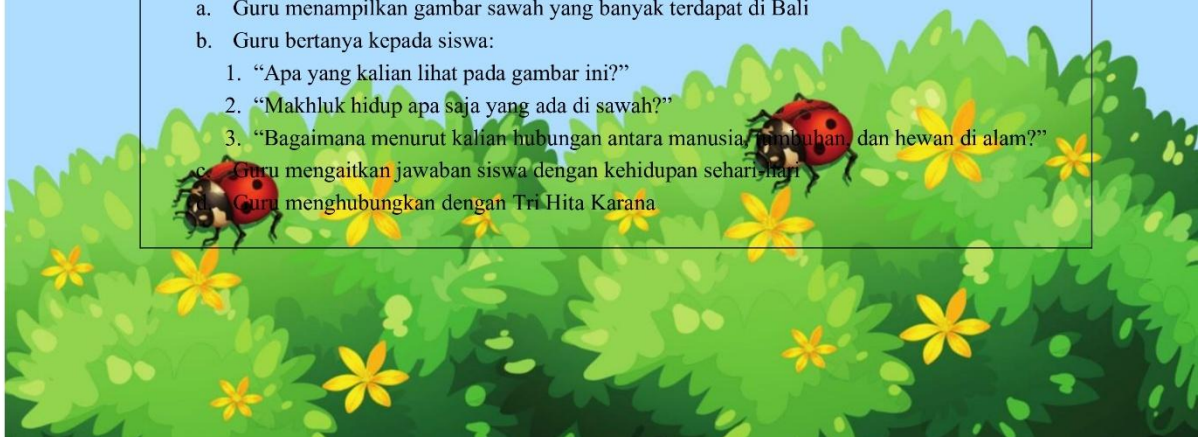 a. Guru menampilkan gambar sawah yang banyak terdapat di Bali
b. Guru bertanya kepada siswa:
1. “Apa yang kalian lihat pada gambar ini?”
2. “Makhluk hidup apa saja yang ada di sawah?”
3. “Bagaimana menurut kalian hubungan antara manusia, tumbuhan, dan hewan di alam?”
c. Guru mengaitkan jawaban siswa dengan kehidupan sehari-hari
d. Guru menghubungkan dengan Tri Hita Karana